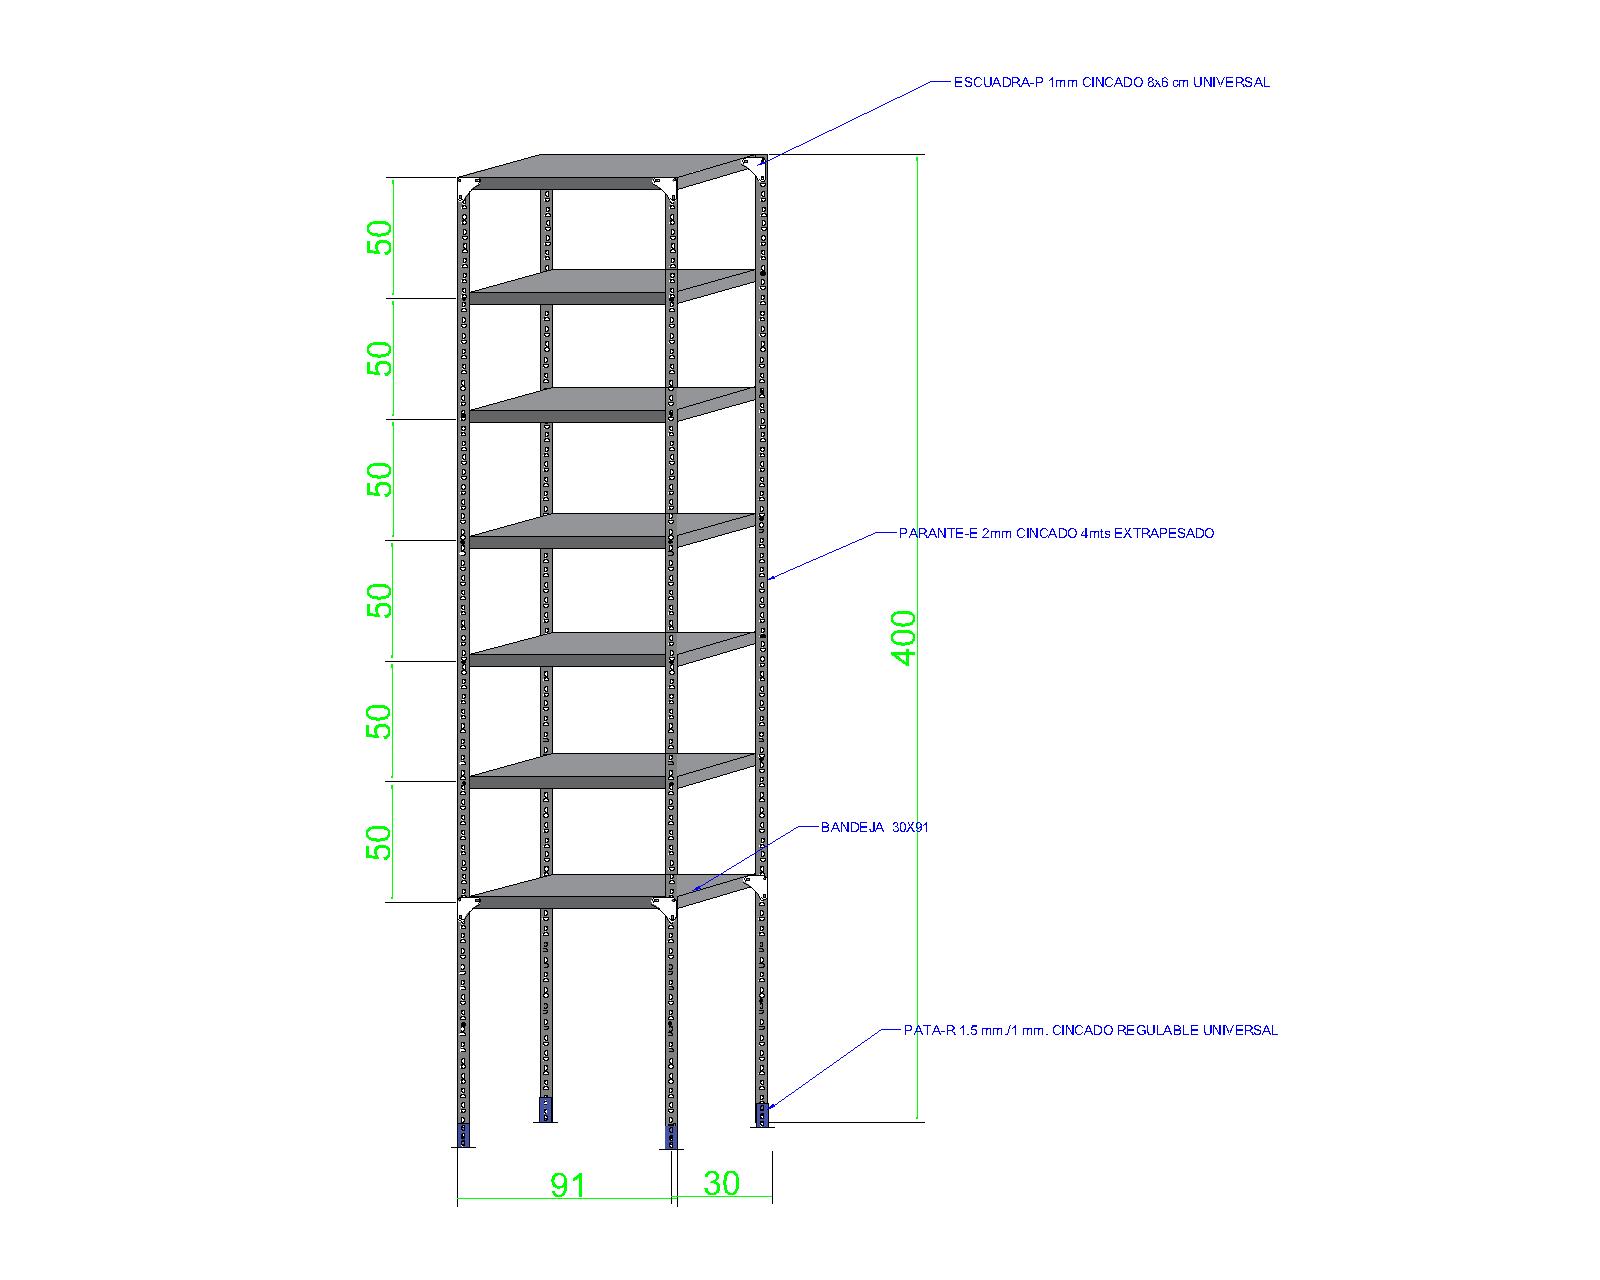 ESCUADRA-P 1mm CINCADO 8x6 cm UNIVERSAL
50
50
50
PARANTE-E 2mm CINCADO 4mts EXTRAPESADO
50
400
50
BANDEJA 30X91
50
PATA-R 1.5 mm./1 mm. CINCADO REGULABLE UNIVERSAL
91
30